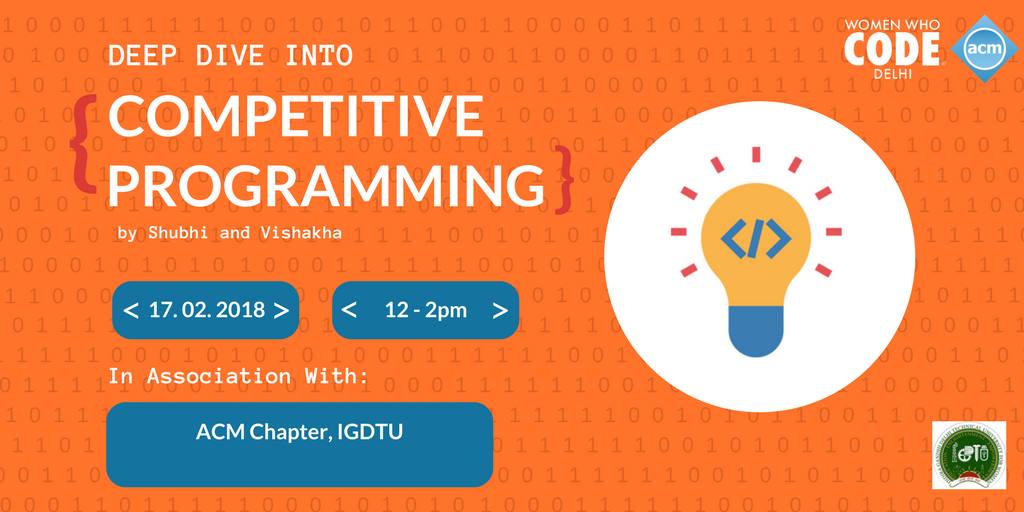 DEEP DIVE INTO
WOMEN WHO
CODE
DELHI
acm
{ COMPETITIVE
PROGRAMMING }
by Shubhi and Vishakha
</>
< 17. 02. 2018 >
< 12 - 2pm >
In Association With:
ACM Chapter, IGDTU